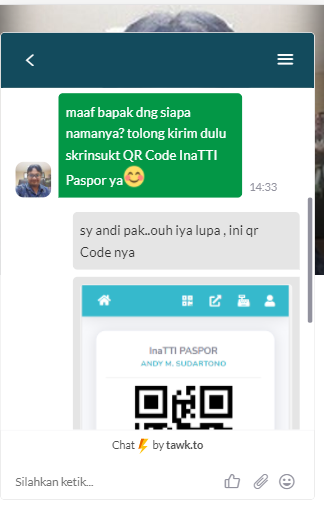 maaf bapak dng siapa
namanya? tolong kirim dulu
skrinsukt QR Code InaTTI
Paspor ya😊
14:33
sy andi pak..ouh iya lupa , ini qr
Code nya
InaTTI PASPOR
ANDY M. SUDARTONO
Chat⚡by tawk.to
Silahkan ketik...